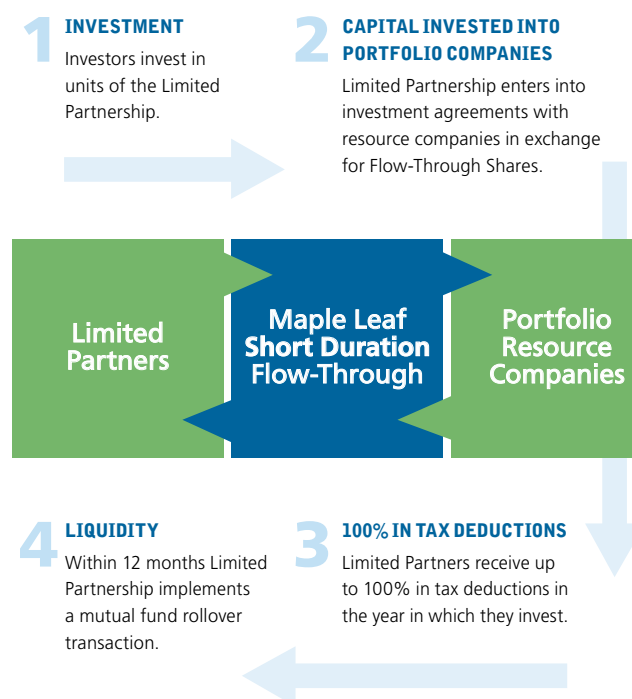 1
INVESTMENT
Investors invest in
units of the Limited
Partnership.
2
CAPITAL INVESTED INTO
PORTFOLIO COMPANIES
Limited Partnership enters into
investment agreements with
resource companies in exchange
for Flow-Through Shares.
Limited
Partners
Maple Leaf
Short Duration
Flow-Through
Portfolio
Resource
Companies
4
LIQUIDITY
Within 12 months Limited
Partnership implements
a mutual fund rollover
transaction.
3
100% IN TAX DEDUCTIONS
Limited Partners receive up
to 100% in tax deductions in
the year in which they invest.